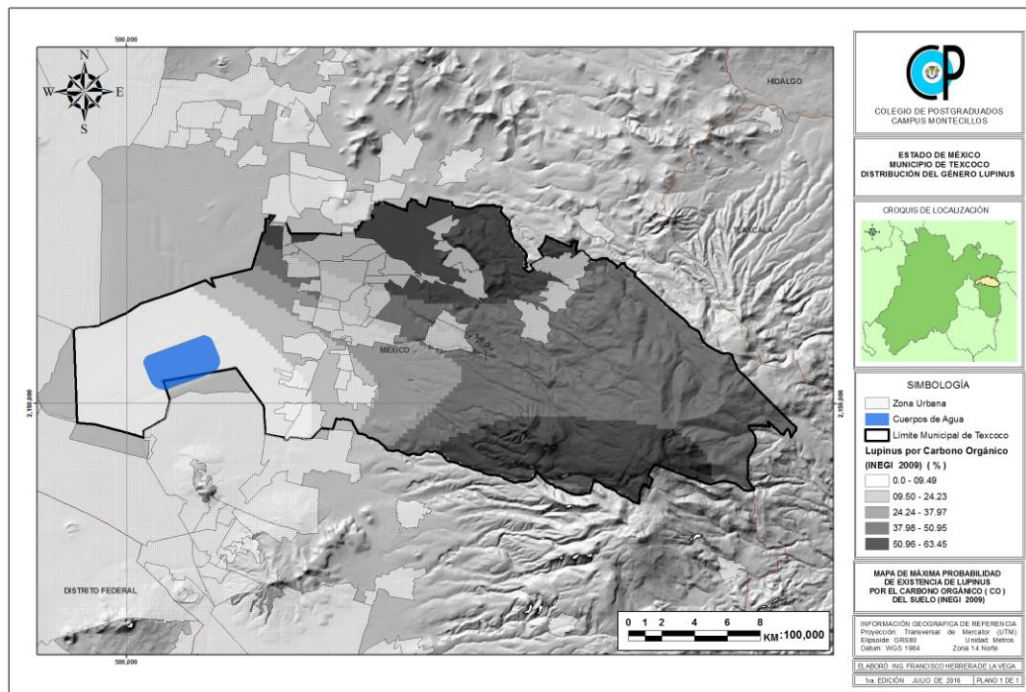 500,000
N
W E
S
HIDALGO
TLAXCALA
MÉXICO
2,150,000
2,150,000
DISTRITO FEDERAL
0 1 2 4 6 8
KM:100,000
500,000
CP
COLEGIO DE POSTGRADUADOS
CAMPUS MONTECILLOS
ESTADO DE MÉXICO
MUNICIPIO DE TEXCOCO
DISTRIBUCIÓN DEL GÉNERO LUPINUS
CROQUIS DE LOCALIZACIÓN
SIMBOLOGÍA
Zona Urbana
Cuerpos de Agua
Límite Municipal de Texcoco
Lupinus por Carbono Orgánico
(INEGI 2009) ( % )
0.0 - 09.49
09.50 - 24.23
24.24 - 37.97
37.98 - 50.95
50.96 - 63.45
MAPA DE MÁXIMA PROBABILIDAD
DE EXISTENCIA DE LUPINUS
POR EL CARBONO ORGÁNICO ( CO )
DEL SUELO (INEGI 2009)
INFORMACIÓN GEOGRAFICA DE REFERENCIA
Proyección: Transversal de Mercator (UTM)
Elipsoide: GRS80 Unidad: Metros
Datum: WGS 1984 Zona 14 Norte
ELABORÓ: ING. FRANCISCO HERRERA DE LA VEGA
1ra. EDICIÓN JULIO DE 2016 PLANO 1 DE 1